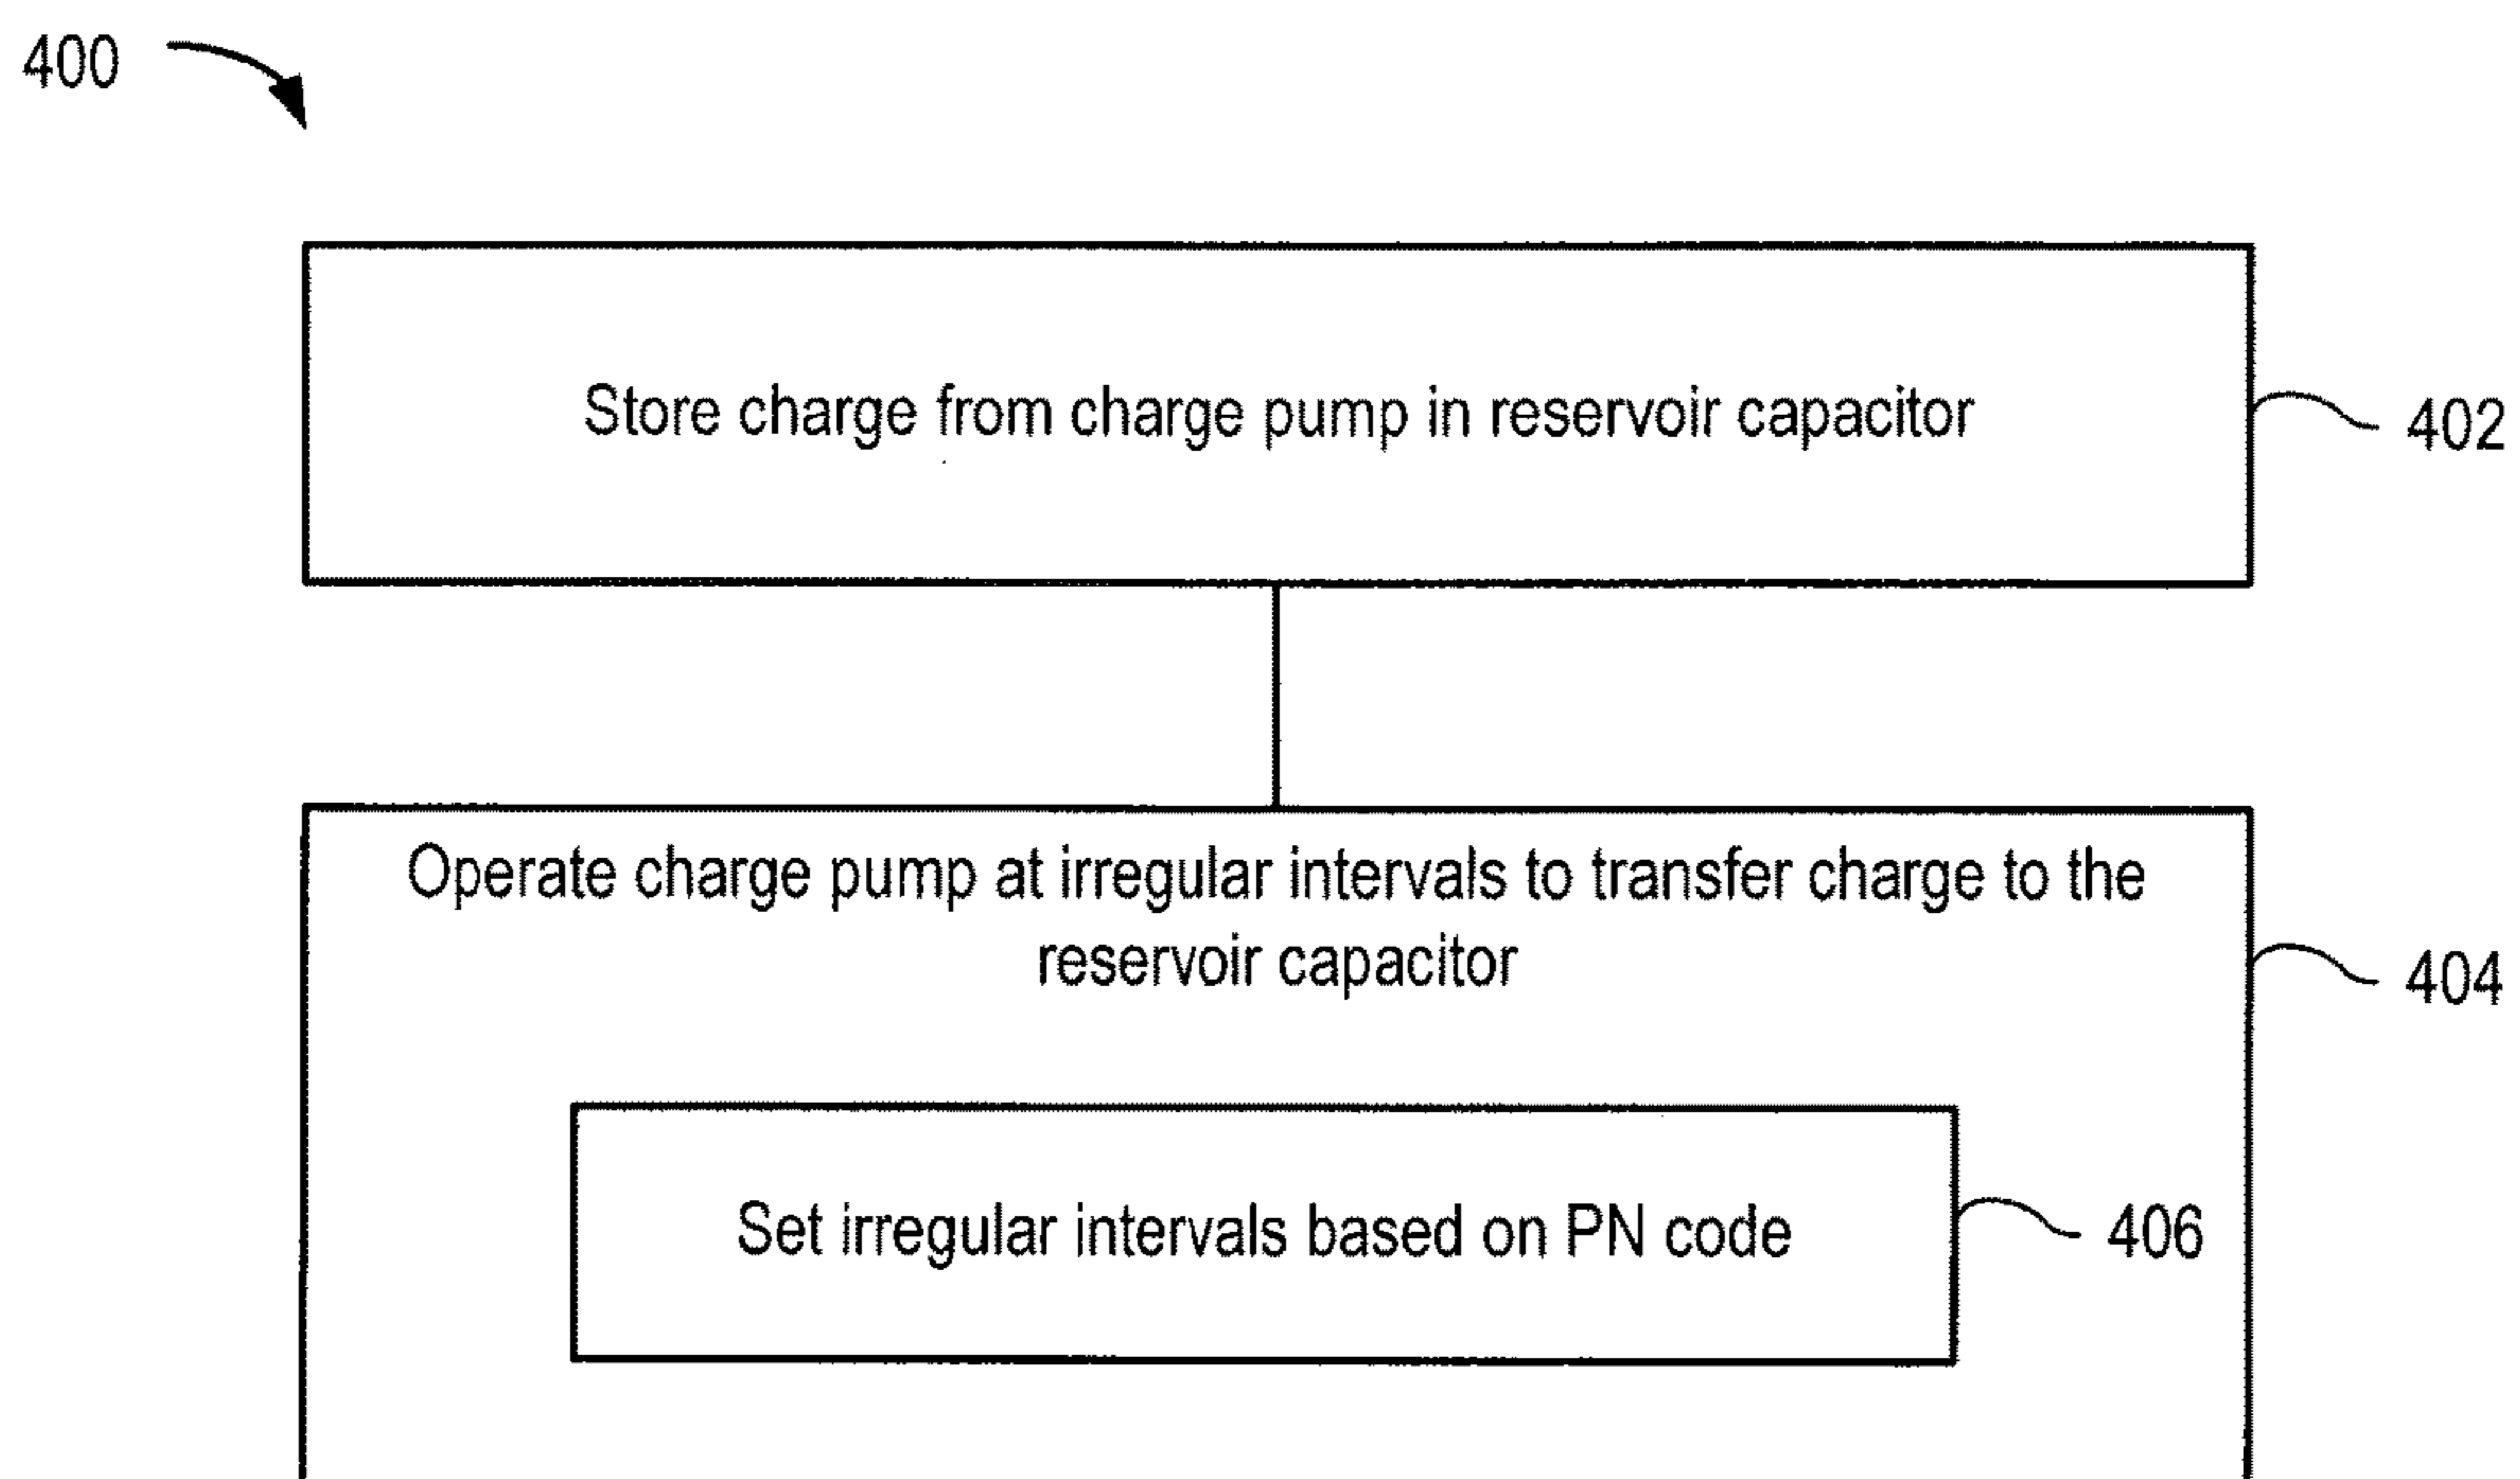 400
Store charge from charge pump in reservoir capacitor
402
Operate charge pump at irregular intervals to transfer charge to the
reservoir capacitor
404
Set irregular intervals based on PN code
406